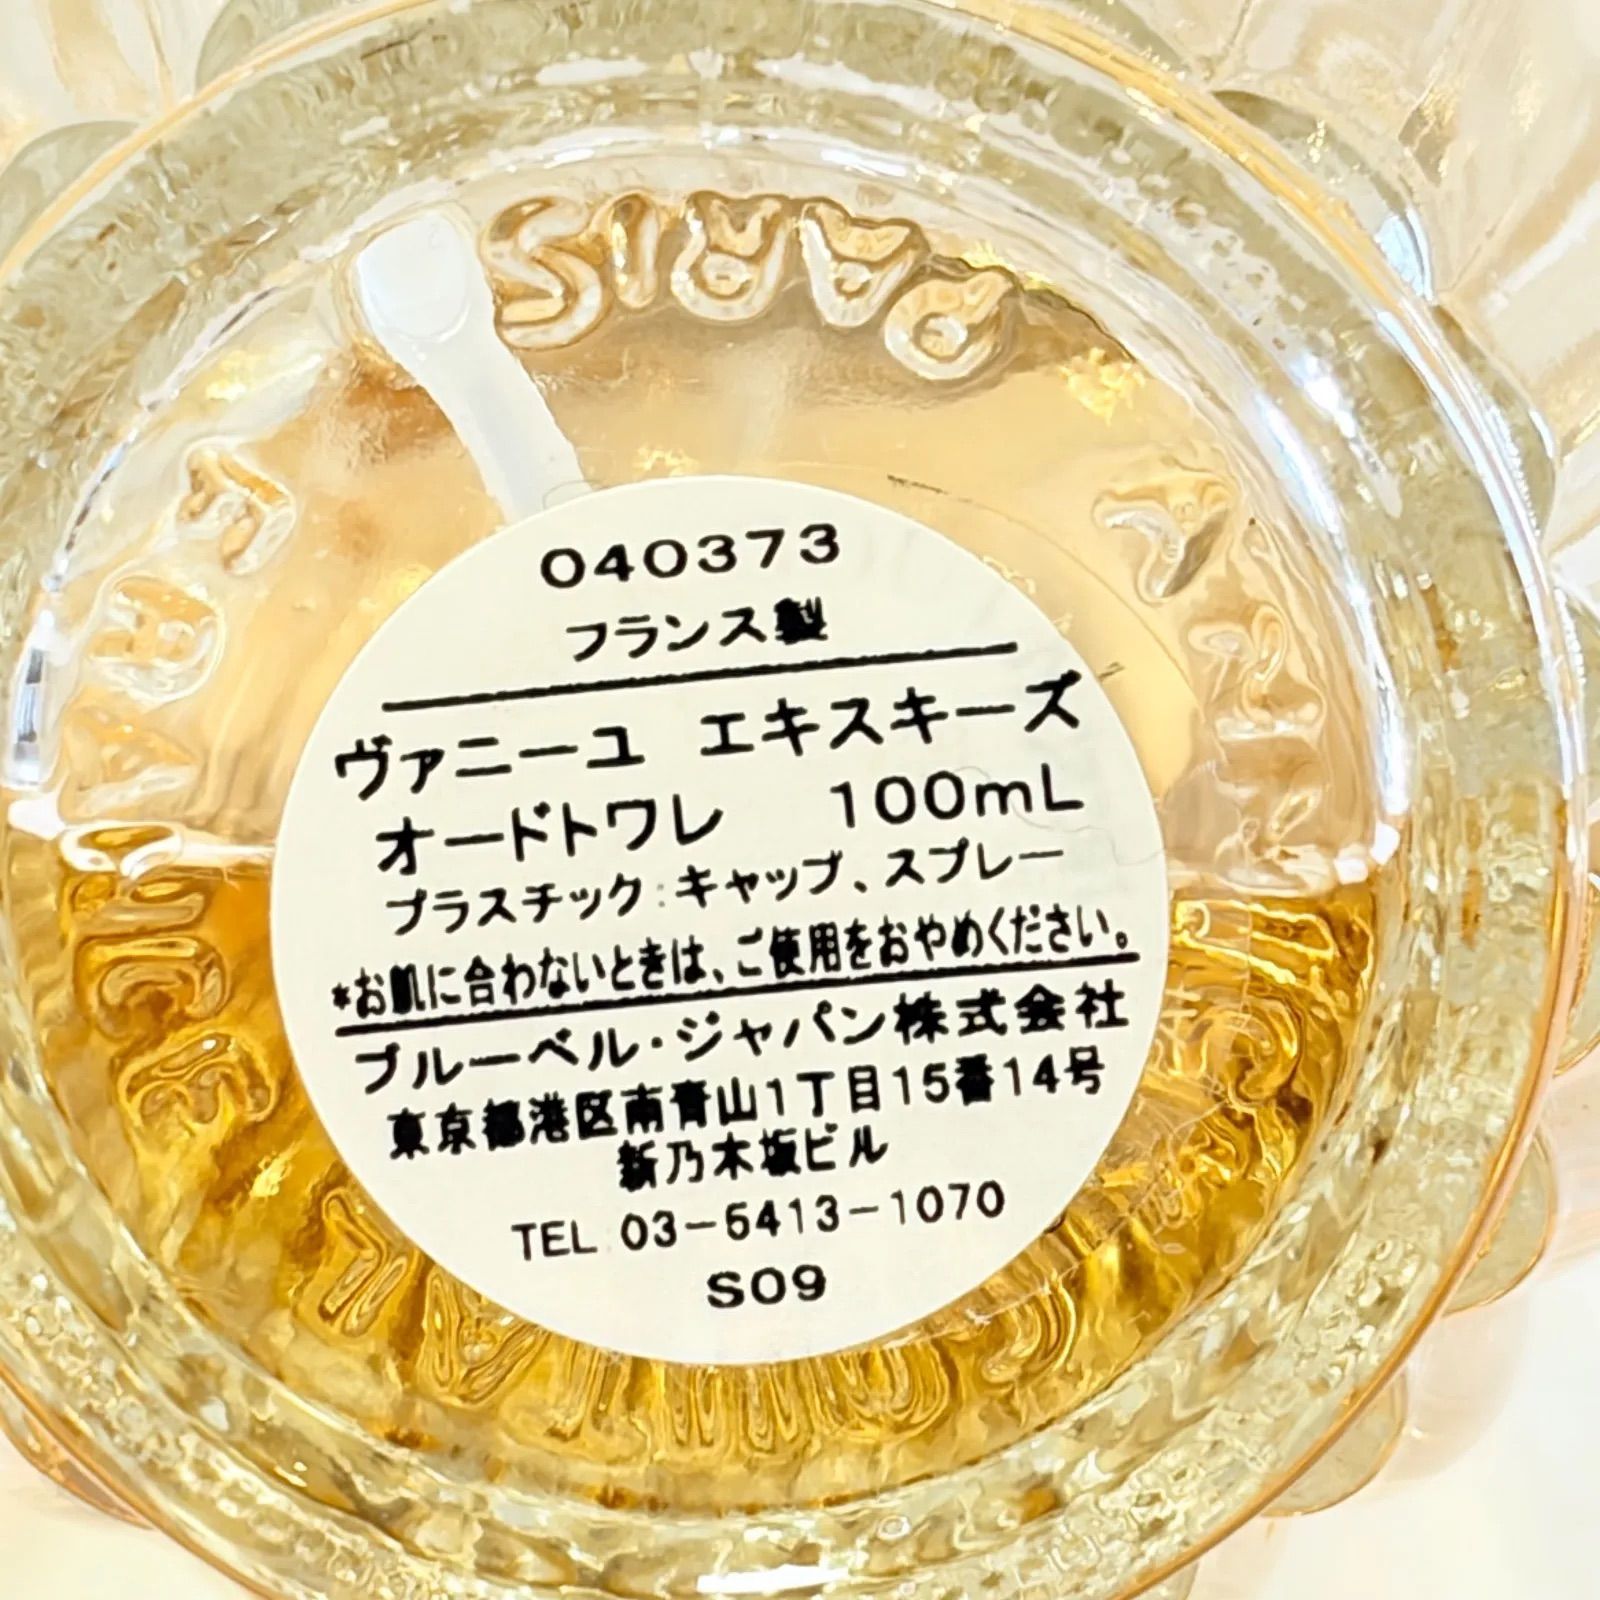 040373
フランス製
ヴァニーユ エキスキーズ
オードトワレ 100mL
プラスチック:キャップ、スプレー
*お肌に合わないときは、ご使用をおやめください。
ブルーベル・ジャパン株式会社
東京都港区南青山1丁目15番14号
新乃木坂ビル
TEL 03-5413-1070
S09
PARIS